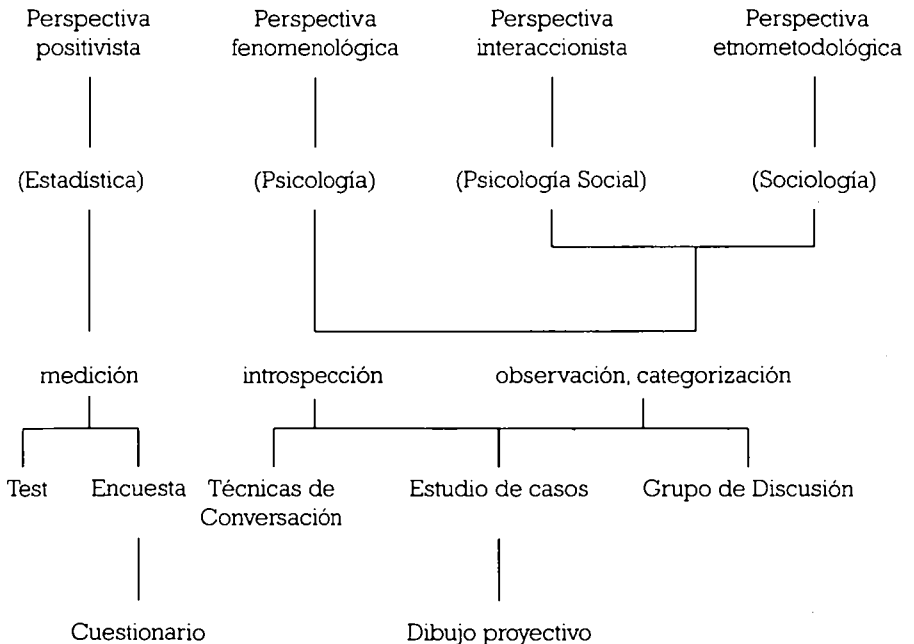 Perspectiva positivista
Perspectiva fenomenológica
Perspectiva interaccionista
Perspectiva etnometodológica
(Estadística) (Psicología) (Psicología Social) (Sociología)
medición introspección observación, categorización
Test Encuesta Técnicas de Conversación Estudio de casos Grupo de Discusión
Cuestionario Dibujo proyectivo